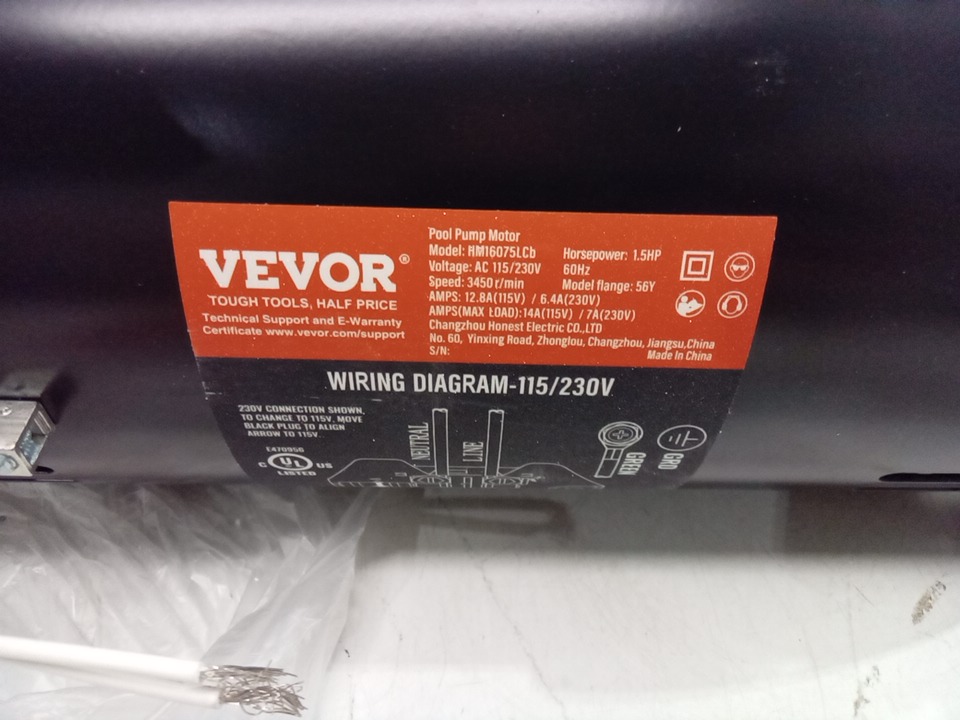 VEVOR®
TOUGH TOOLS, HALF PRICE
Technical Support and E-Warranty
Certificate www.vevor.com/support
Pool Pump Motor
Model: HM16075LCb
Horsepower: 1.5HP
Voltage: AC 115/230V
60Hz
Speed: 3450 r/min
Model flange: 56Y
AMPS: 12.8A(115V) / 6.4A(230V)
AMPS(MAX LOAD):14A(115V) / 7A(230V)
Changzhou Honest Electric CO.,LTD
No. 60, Yinxing Road, Zhonglou, Changzhou, Jiangsu,China
S/N:
Made In China
WIRING DIAGRAM-115/230V
230V CONNECTION SHOWN,
TO CHANGE TO 115V, MOVE
BLACK PLUG TO ALIGN
ARROW TO 115V.
E470956
C UL US
LISTED
NEUTRAL
LINE
GREEN
GRD